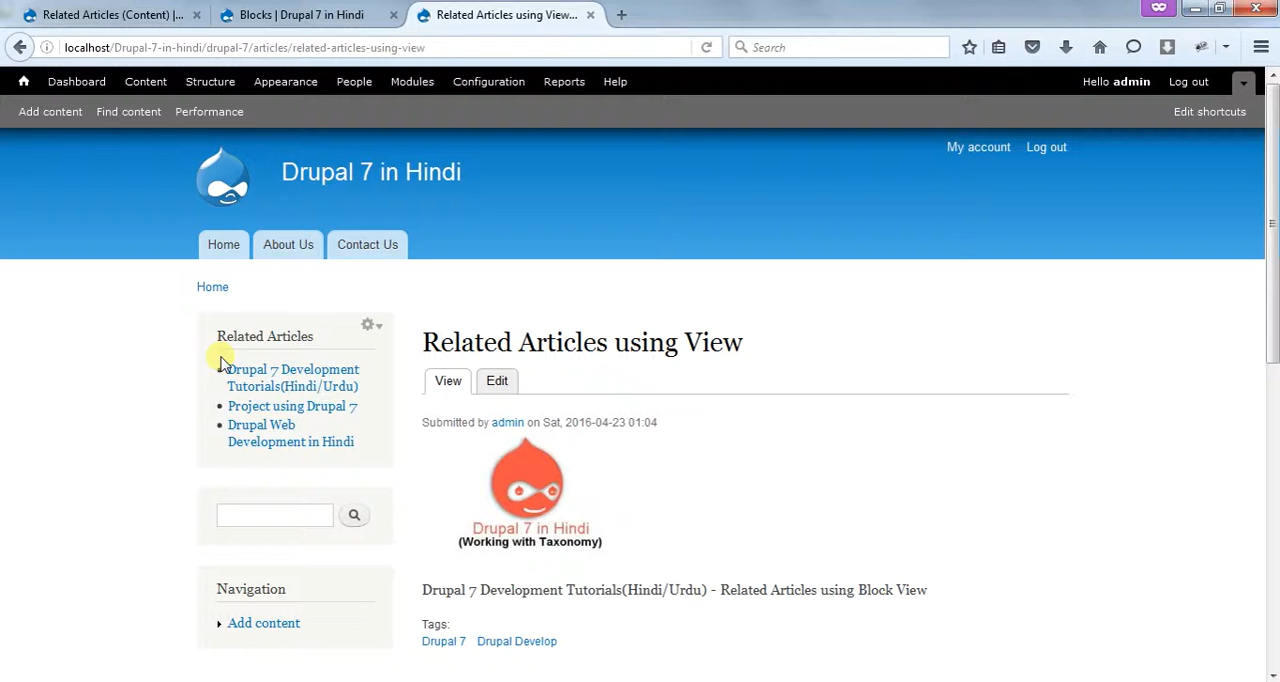 Related Articles (Content) |...
Blocks | Drupal 7 in Hindi
Related Articles using View...
localhost/Drupal-7-in-hindi/drupal-7/articles/related-articles-using-view
Search
Dashboard Content Structure Appearance People Modules Configuration Reports Help
Hello admin Log out
Add content Find content Performance
Edit shortcuts
My account Log out
Drupal 7 in Hindi
Home About Us Contact Us
Home
Related Articles
Drupal 7 Development
Tutorials(Hindi/Urdu)
Project using Drupal 7
Drupal Web
Development in Hindi
Navigation
Add content
Related Articles using View
View Edit
Submitted by admin on Sat, 2016-04-23 01:04
Drupal 7 in Hindi
(Working with Taxonomy)
Drupal 7 Development Tutorials(Hindi/Urdu) - Related Articles using Block View
Tags:
Drupal 7 Drupal Develop